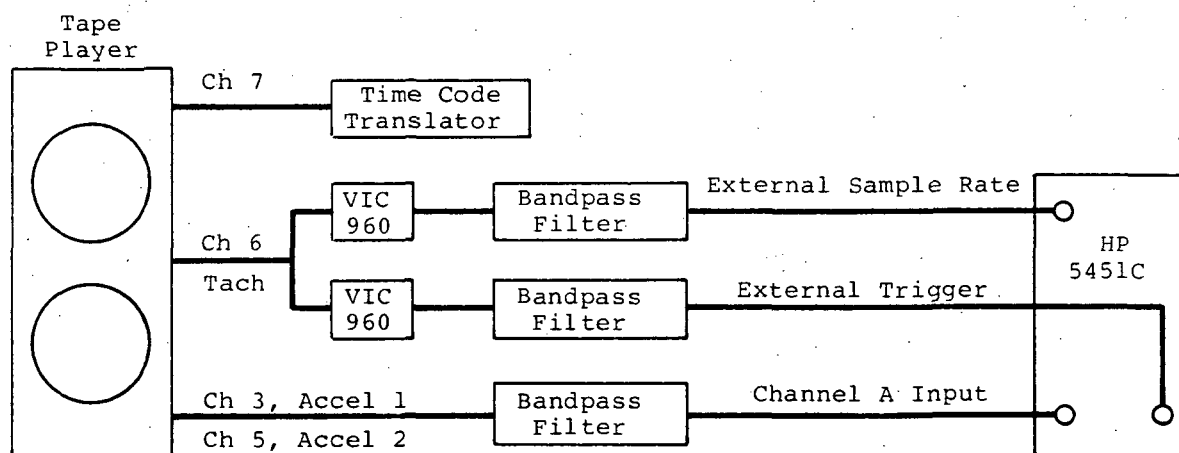 Tape
Player
Ch 7
Time Code
Translator
VIC
960
Bandpass
Filter
External Sample Rate
HP
5451C
Ch 6
Tach
VIC
960
Bandpass
Filter
External Trigger
Ch 3, Accel 1
Ch 5, Accel 2
Bandpass
Filter
Channel A Input